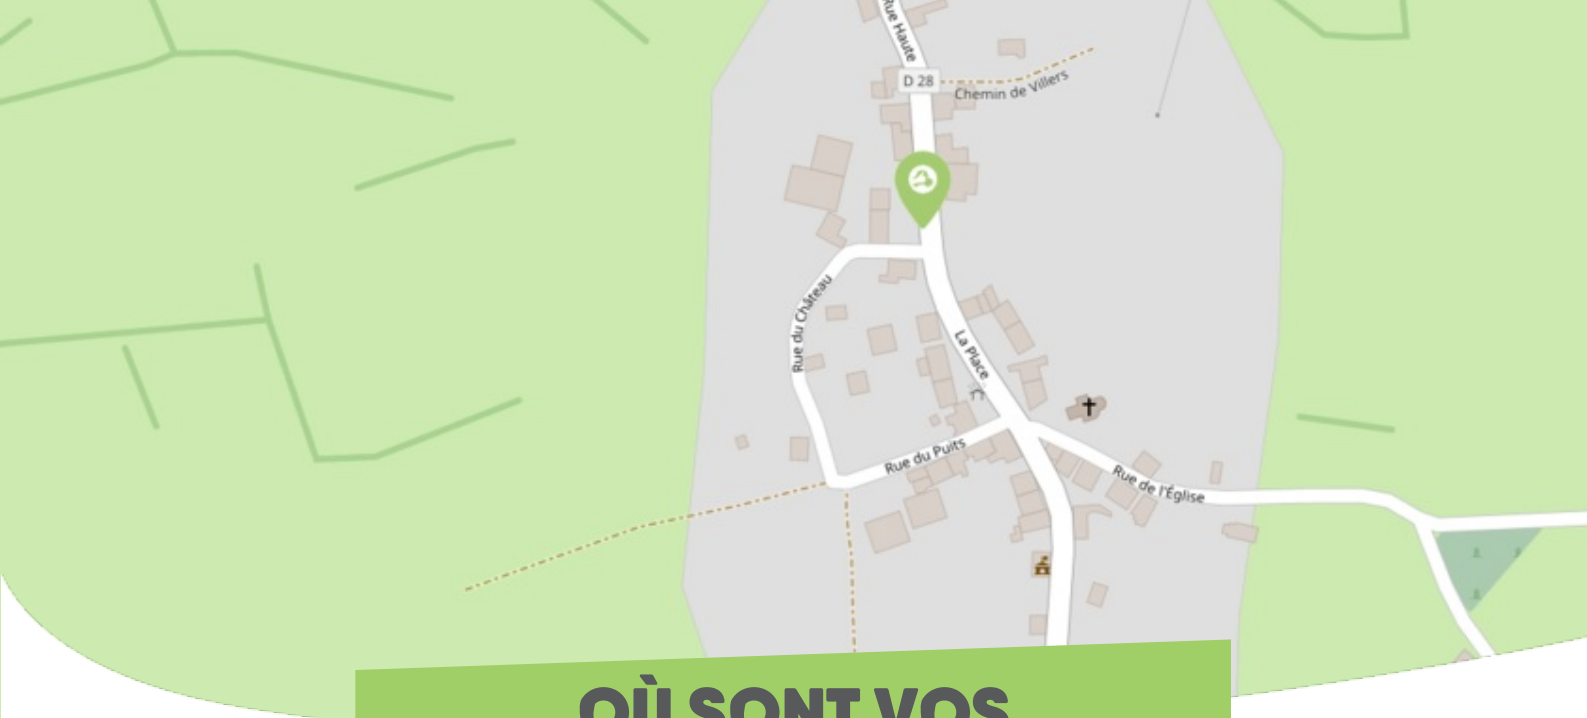 Rue Haute
D 28
Chemin de Villers
Rue du Château
La Place
Rue du Puits
Rue de l'Église
OÙ SONT VOS